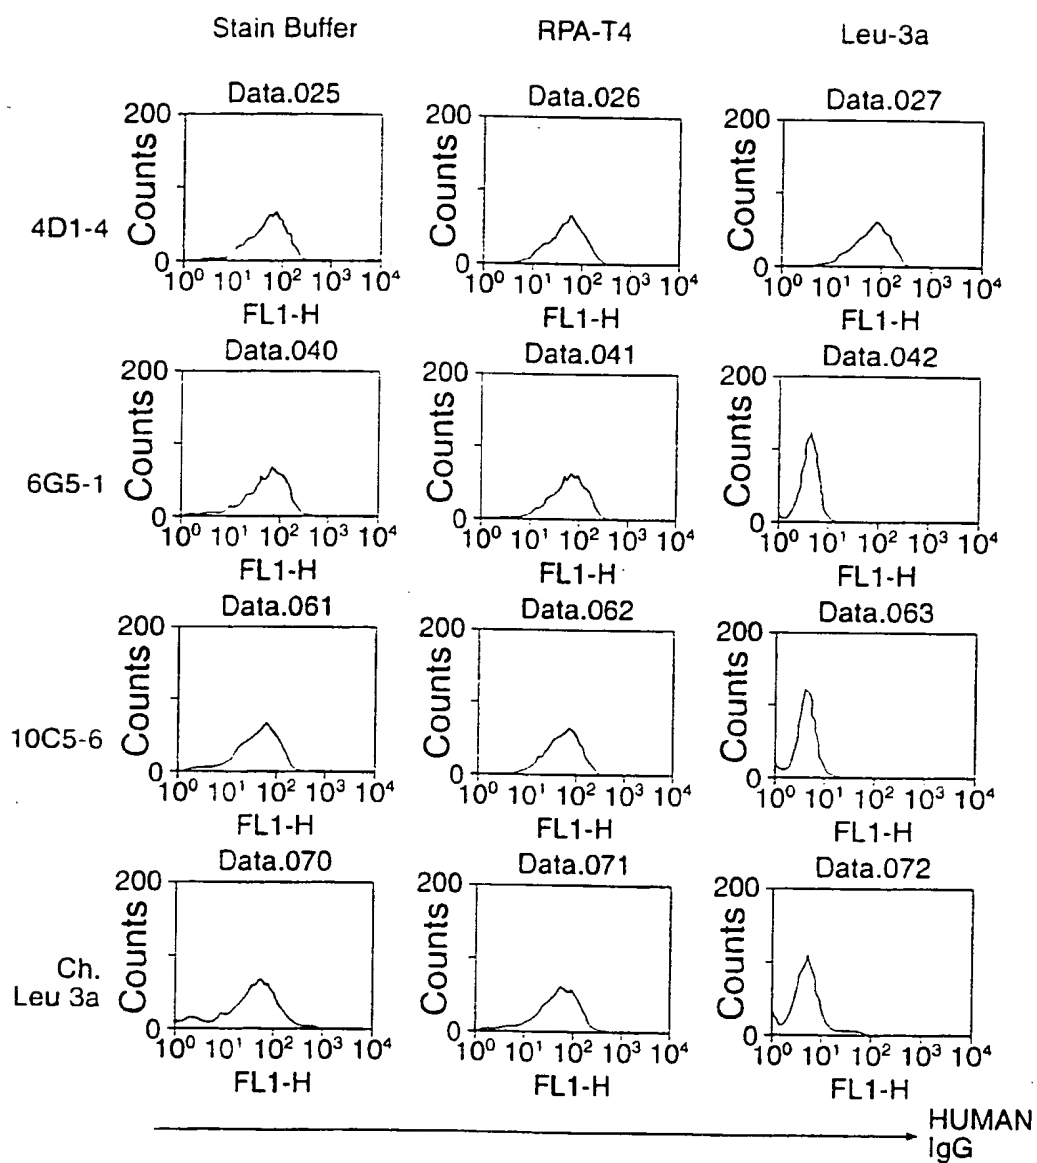 Stain Buffer RPA-T4 Leu-3a
Data.025 Data.026 Data.027
200 200 200
Counts Counts Counts
4D1-4
0 0 0
10⁰ 10¹ 10² 10³ 10⁴ 10⁰ 10¹ 10² 10³ 10⁴ 10⁰ 10¹ 10² 10³ 10⁴
FL1-H FL1-H FL1-H
Data.040 Data.041 Data.042
200 200 200
Counts Counts Counts
6G5-1
0 0 0
10⁰ 10¹ 10² 10³ 10⁴ 10⁰ 10¹ 10² 10³ 10⁴ 10⁰ 10¹ 10² 10³ 10⁴
FL1-H FL1-H FL1-H
Data.061 Data.062 Data.063
200 200 200
Counts Counts Counts
10C5-6
0 0 0
10⁰ 10¹ 10² 10³ 10⁴ 10⁰ 10¹ 10² 10³ 10⁴ 10⁰ 10¹ 10² 10³ 10⁴
FL1-H FL1-H FL1-H
Data.070 Data.071 Data.072
200 200 200
Counts Counts Counts
Ch.
Leu 3a
0 0 0
10⁰ 10¹ 10² 10³ 10⁴ 10⁰ 10¹ 10² 10³ 10⁴ 10⁰ 10¹ 10² 10³ 10⁴
FL1-H FL1-H FL1-H
HUMAN
IgG